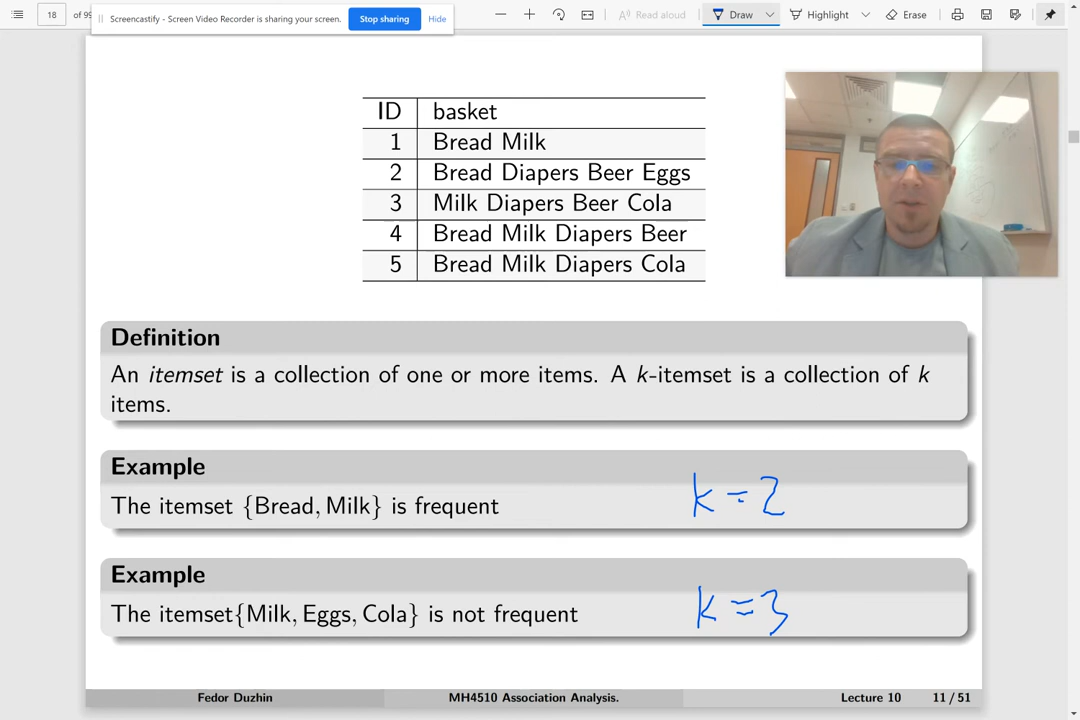 18 of 99
Screencastify - Screen Video Recorder is sharing your screen. Stop sharing Hide
Read aloud Draw Highlight Erase
ID basket
1 Bread Milk
2 Bread Diapers Beer Eggs
3 Milk Diapers Beer Cola
4 Bread Milk Diapers Beer
5 Bread Milk Diapers Cola
Definition
An itemset is a collection of one or more items. A k-itemset is a collection of k
items.
Example
The itemset {Bread, Milk} is frequent k = 2
Example
The itemset{Milk, Eggs, Cola} is not frequent k = 3
Fedor Duzhin MH4510 Association Analysis. Lecture 10 11 / 51